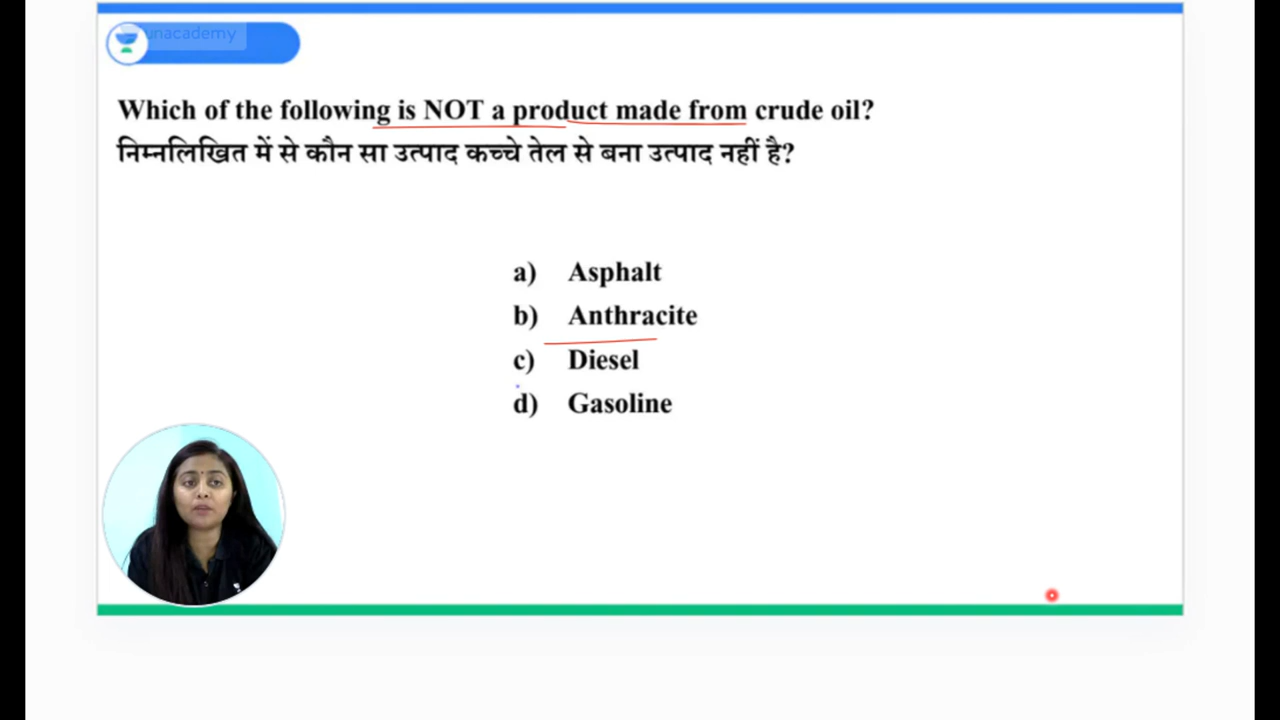 unacademy
Which of the following is NOT a product made from crude oil?
निम्नलिखित में से कौन सा उत्पाद कच्चे तेल से बना उत्पाद नहीं है?
a) Asphalt
b) Anthracite
c) Diesel
d) Gasoline